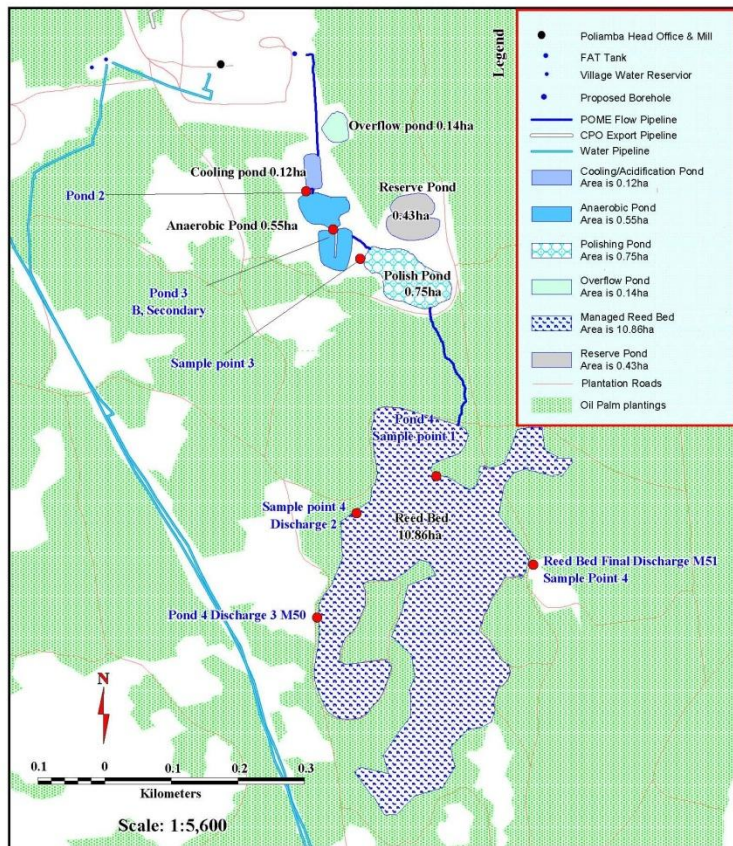 Legend
Poliamba Head Office & Mill
FAT Tank
Village Water Reservior
Proposed Borehole
POME Flow Pipeline
CPO Export Pipeline
Water Pipeline
Cooling/Acidification Pond
Area is 0.12ha
Anaerobic Pond
Area is 0.55ha
Polishing Pond
Area is 0.75ha
Overflow Pond
Area is 0.14ha
Managed Reed Bed
Area is 10.86ha
Reserve Pond
Area is 0.43ha
Plantation Roads
Oil Palm plantings
Overflow pond 0.14ha
Cooling pond 0.12ha
Pond 2
Reserve Pond
0.43ha
Anaerobic Pond 0.55ha
Polish Pond
0.75ha
Pond 3
B, Secondary
Sample point 3
Pond 4
Sample point 1
Sample point 4
Discharge 2
Reed Bed
10.86ha
Reed Bed Final Discharge M51
Sample Point 4
Pond 4 Discharge 3 M50
N
0.1 0 0.1 0.2 0.3
Kilometers
Scale: 1:5,600